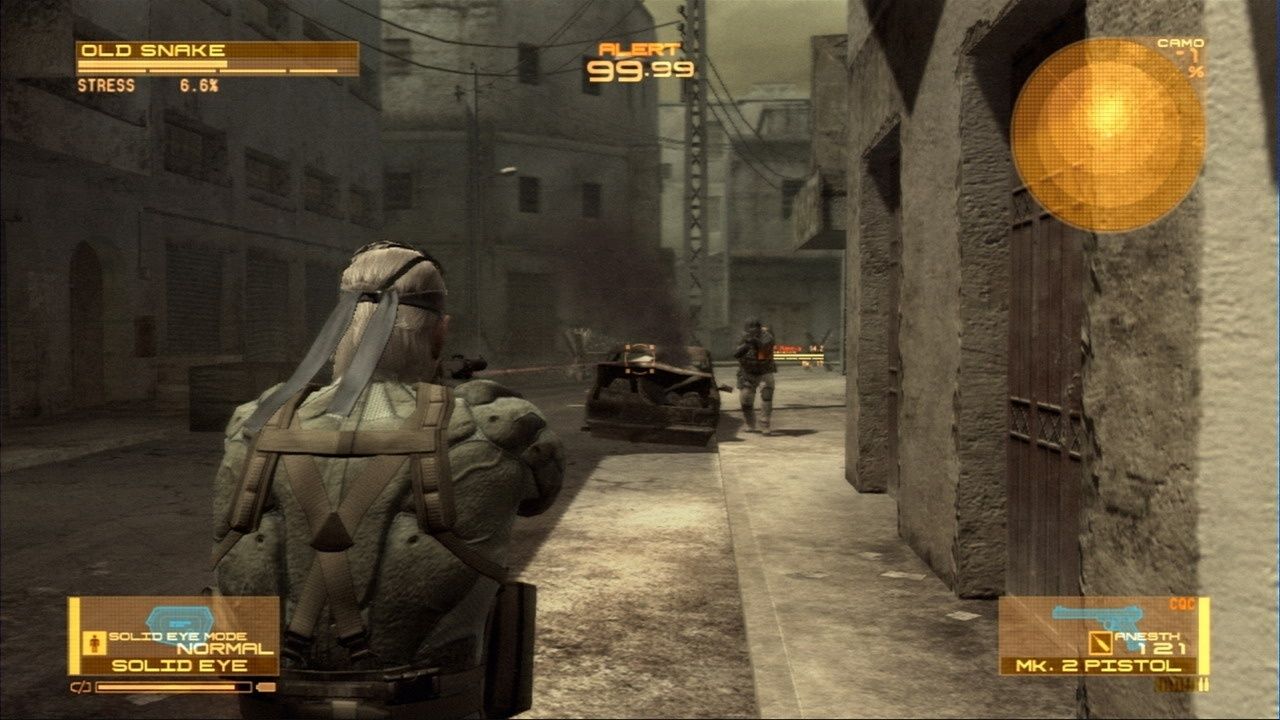 OLD SNAKE
STRESS 6.6%
ALERT
99.99
CAMO
-1
%
SOLID EYE MODE
NORMAL
SOLID EYE
CQC
ANESTH
121
MK. 2 PISTOL